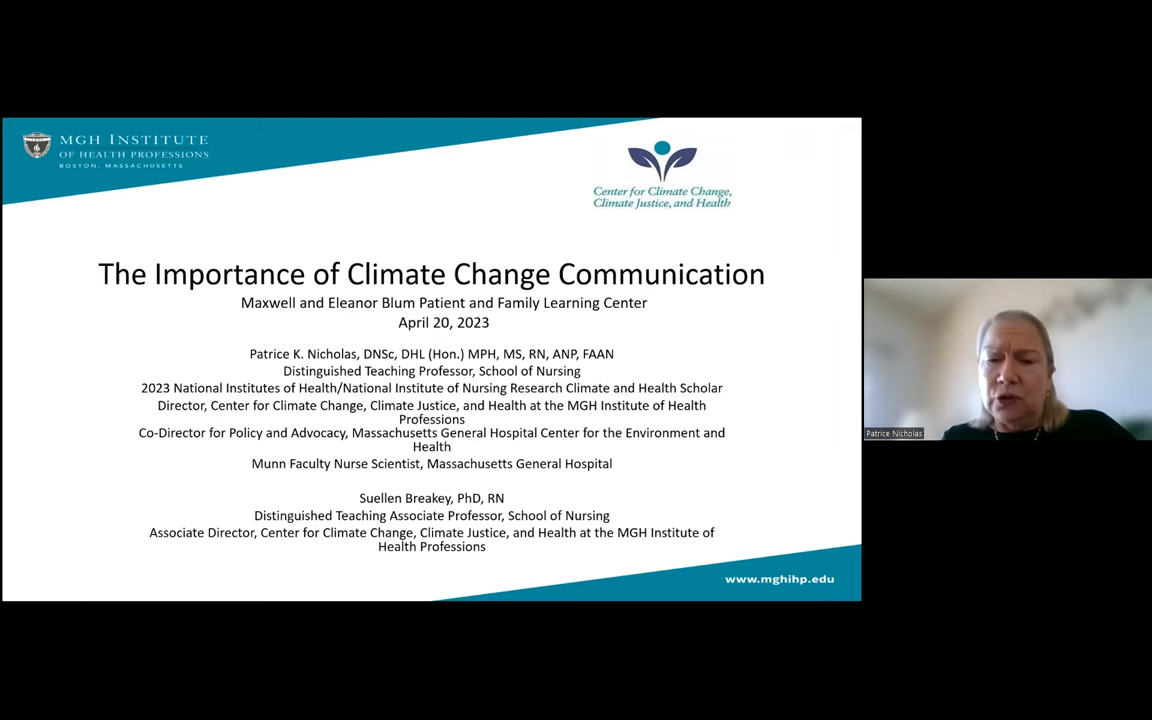 MGH INSTITUTE
OF HEALTH PROFESSIONS
BOSTON, MASSACHUSETTS
Center for Climate Change,
Climate Justice, and Health
The Importance of Climate Change Communication
Maxwell and Eleanor Blum Patient and Family Learning Center
April 20, 2023
Patrice K. Nicholas, DNSc, DHL (Hon.) MPH, MS, RN, ANP, FAAN
Distinguished Teaching Professor, School of Nursing
2023 National Institutes of Health/National Institute of Nursing Research Climate and Health Scholar
Director, Center for Climate Change, Climate Justice, and Health at the MGH Institute of Health
Professions
Co-Director for Policy and Advocacy, Massachusetts General Hospital Center for the Environment and
Health
Munn Faculty Nurse Scientist, Massachusetts General Hospital
Suellen Breakey, PhD, RN
Distinguished Teaching Associate Professor, School of Nursing
Associate Director, Center for Climate Change, Climate Justice, and Health at the MGH Institute of
Health Professions
www.mghihp.edu
Patrice Nicholas